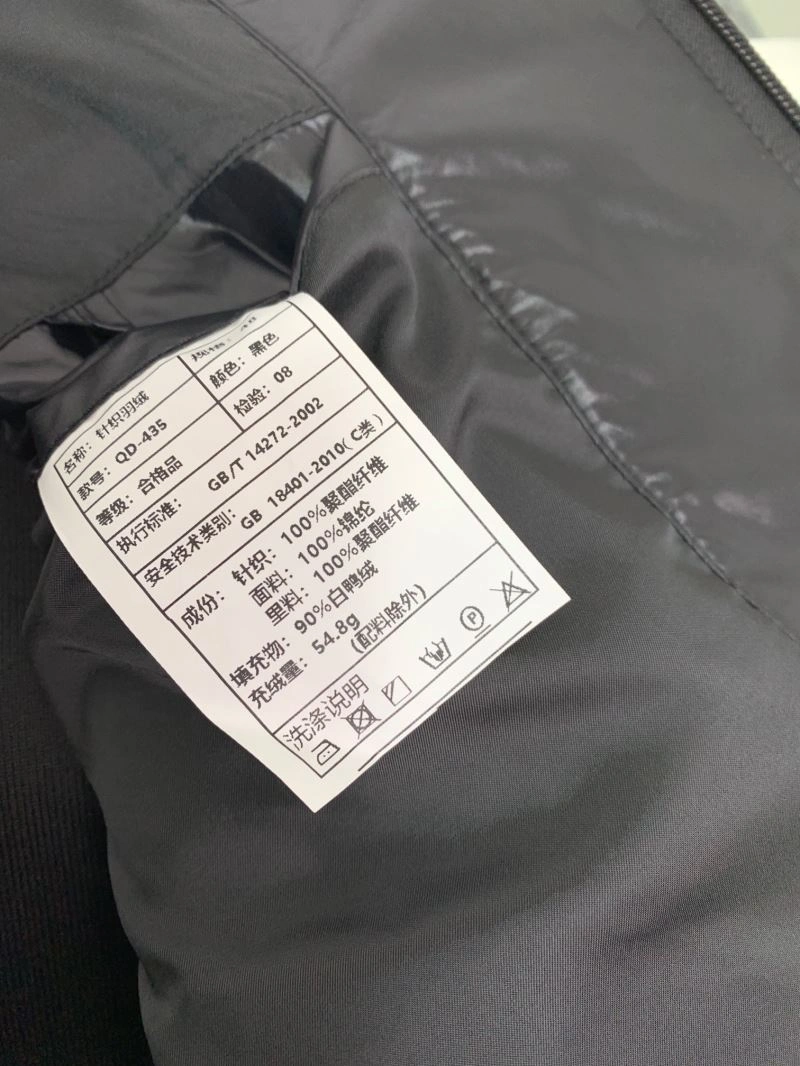 名称：针织羽绒
款号：QD-435
颜色：黑色
等级：合格品
检验：08
执行标准： GB/T 14272-2002
安全技术类别： GB 18401-2010(C类)
成份： 针织：100%聚酯纤维
面料：100%锦纶
里料：100%聚酯纤维
填充物：90%白鸭绒
充绒量：54.8g
(配料除外)
洗涤说明
P